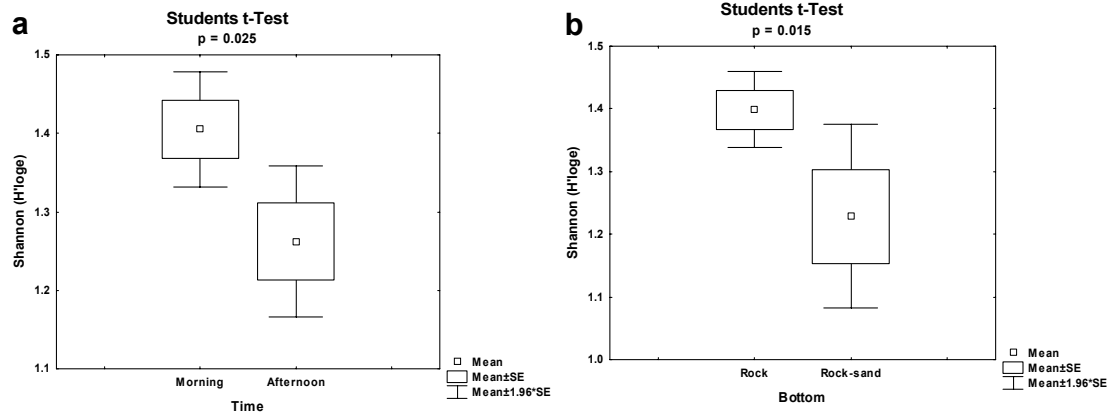 a
Students t-Test
p = 0.025
1.5
1.4
1.3
1.2
1.1
Shannon (H'loge)
Morning
Afternoon
Time
Mean
Mean±SE
Mean±1.96*SE
b
Students t-Test
p = 0.015
1.5
1.4
1.3
1.2
1.1
1.0
Shannon (H'loge)
Rock
Rock-sand
Bottom
Mean
Mean±SE
Mean±1.96*SE